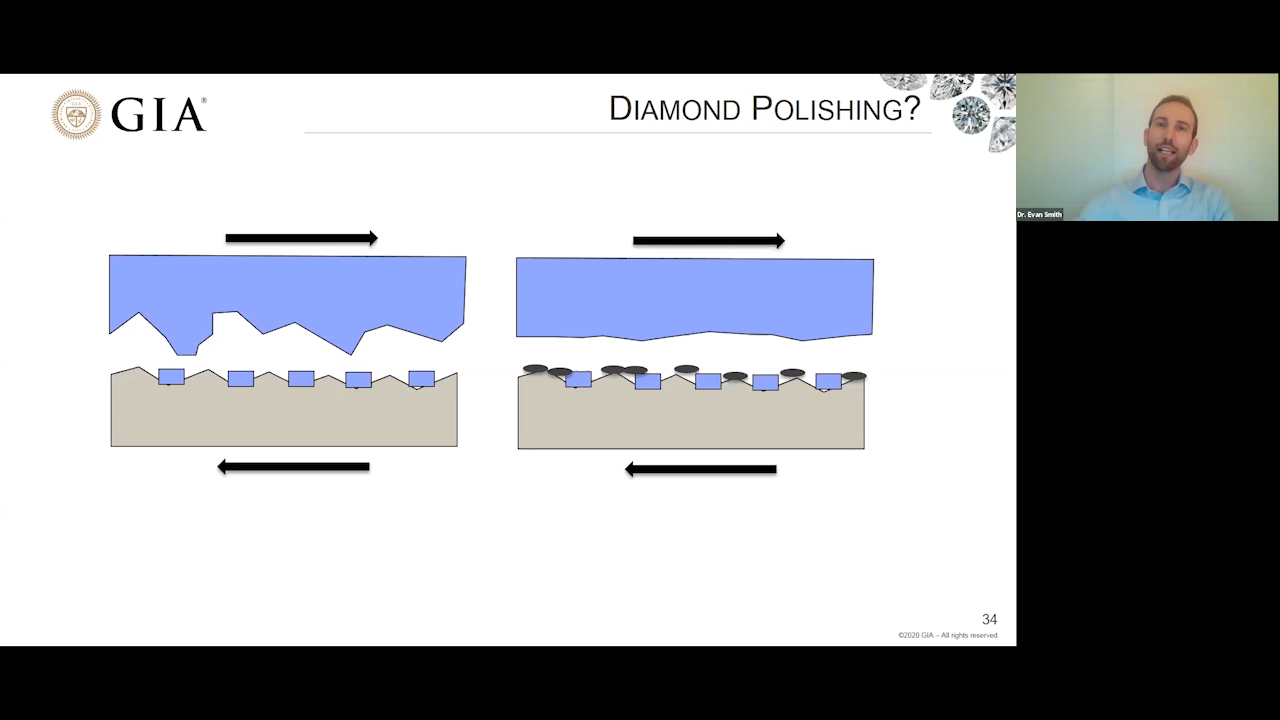 GIA®
DIAMOND POLISHING?
Dr. Evan Smith
34
©2020 GIA – All rights reserved